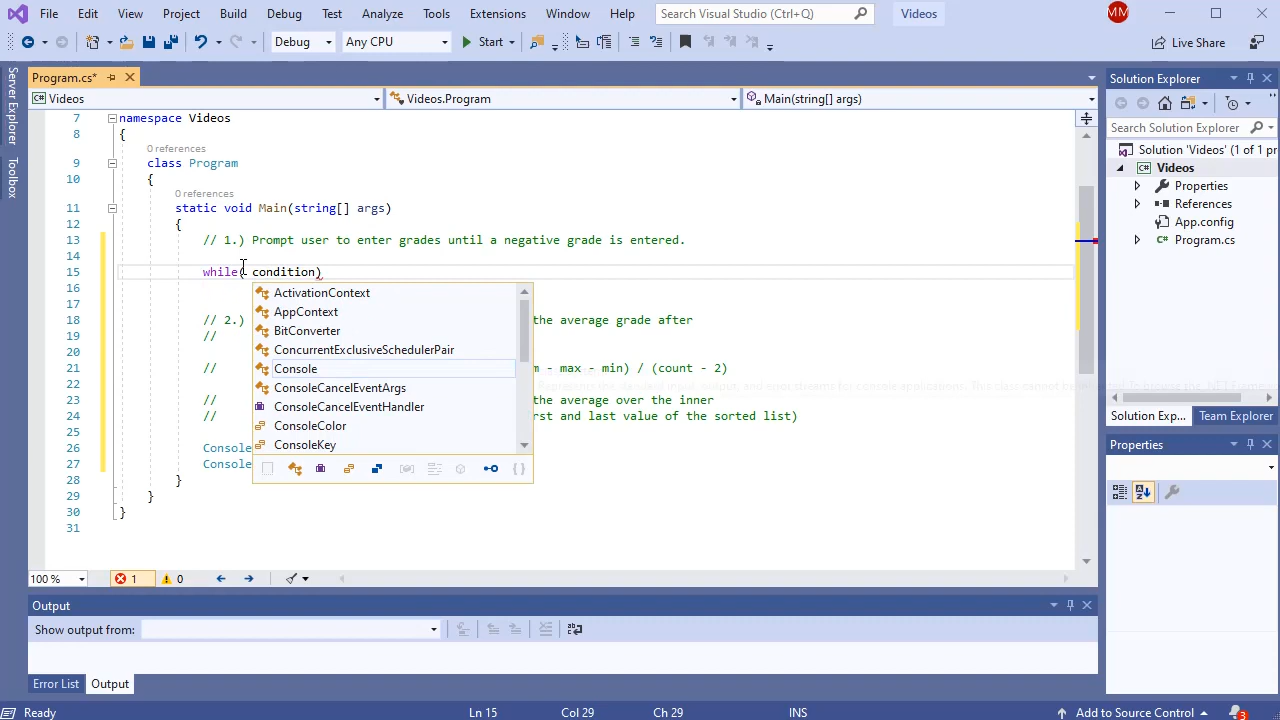 File Edit View Project Build Debug Test Analyze Tools Extensions Window Help Search Visual Studio (Ctrl+Q) Videos MM
Debug Any CPU Start Live Share
Server Explorer
Toolbox
Program.cs*
Videos Videos.Program Main(string[] args)
7 namespace Videos
8 {
0 references
9 class Program
10 {
0 references
11 static void Main(string[] args)
12 {
13 // 1.) Prompt user to enter grades until a negative grade is entered.
14
15 while( condition)
16
17
18 // 2.) the average grade after
19 //
20
21 // m - max - min) / (count - 2)
22
23 // the average over the inner
24 // rst and last value of the sorted list)
25
26 Console
27 Console
28 }
29 }
30 }
31
ActivationContext
AppContext
BitConverter
ConcurrentExclusiveSchedulerPair
Console
ConsoleCancelEventArgs
ConsoleCancelEventHandler
ConsoleColor
ConsoleKey
100 % 1 0
Output
Show output from:
Error List Output
Ready Ln 15 Col 29 Ch 29 INS Add to Source Control 3
Solution Explorer
Search Solution Explorer
Solution 'Videos' (1 of 1 pr
Videos
Properties
References
App.config
Program.cs
Solution Exp... Team Explorer
Properties